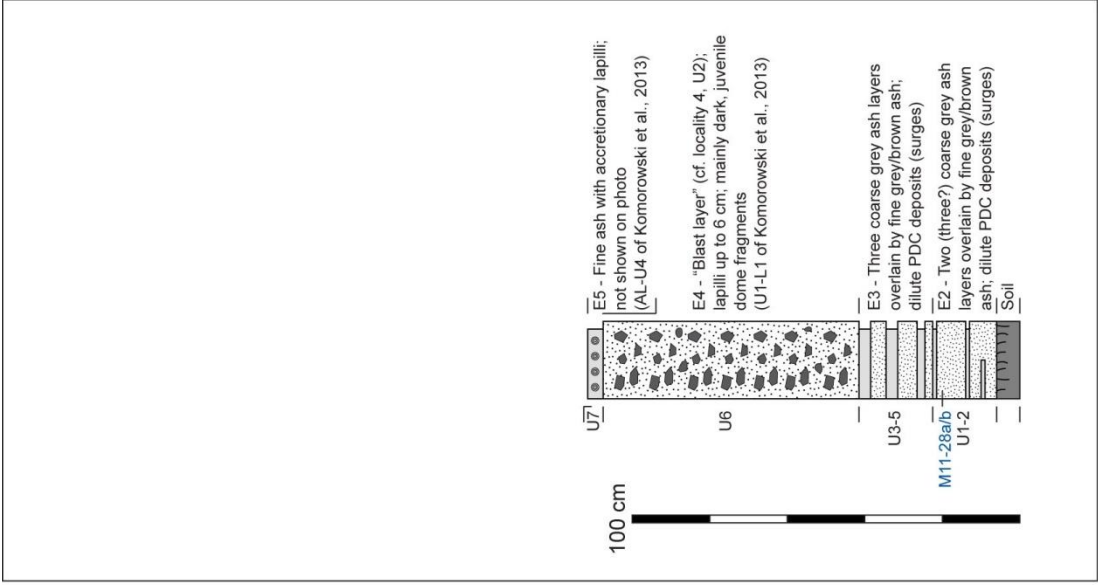 E5 - Fine ash with accretionary lapilli;
not shown on photo
(AL-U4 of Komorowski et al., 2013)
E4 - "Blast layer" (cf. locality 4, U2);
lapilli up to 6 cm; mainly dark, juvenile
dome fragments
(U1-L1 of Komorowski et al., 2013)
E3 - Three coarse grey ash layers
overlain by fine grey/brown ash;
dilute PDC deposits (surges)
E2 - Two (three?) coarse grey ash
layers overlain by fine grey/brown
ash; dilute PDC deposits (surges)
Soil
U7
U6
U3-5
M11-28a/b
U1-2
100 cm